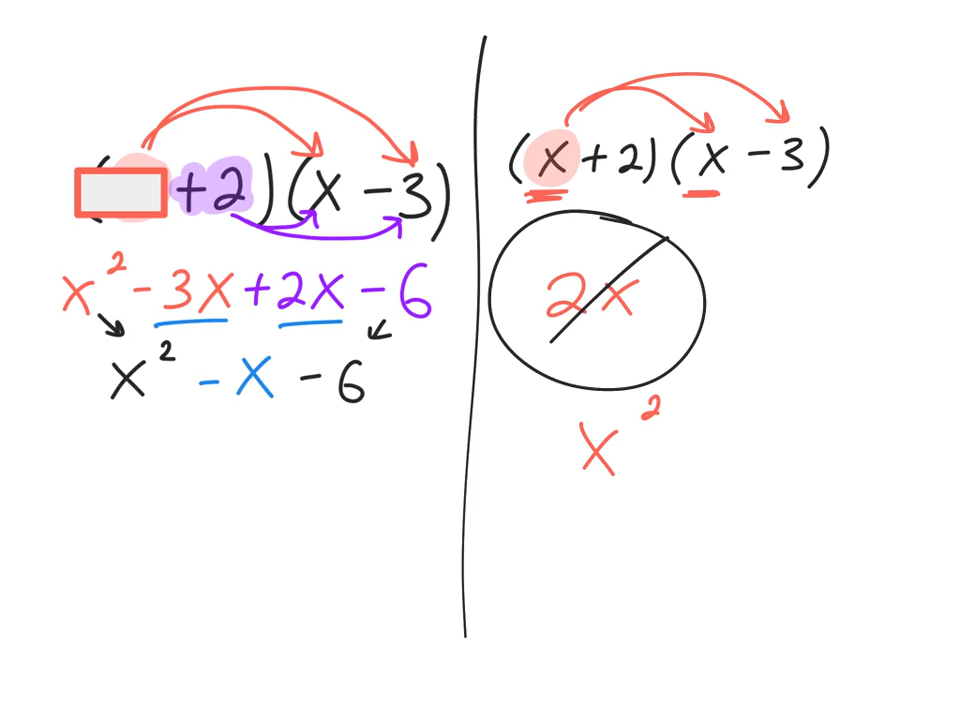 ( +2)(x -3)
x² -3x +2x -6
x² - x - 6
(x +2)(x -3)
2x
x²